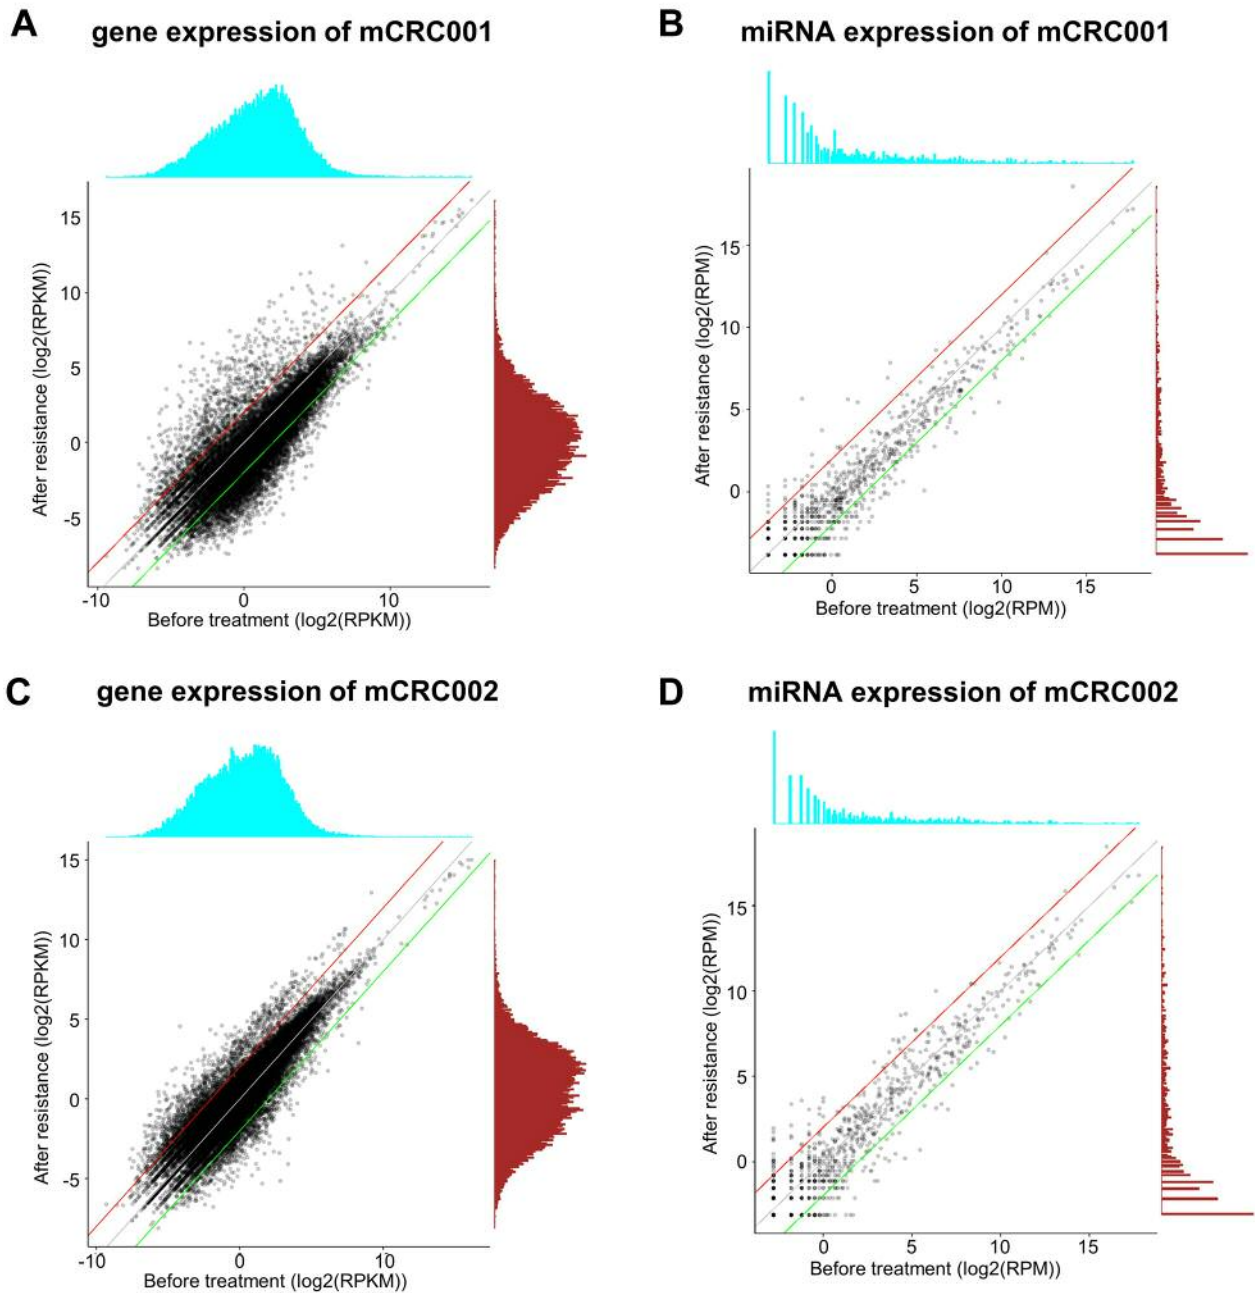 A gene expression of mCRC001
After resistance (log2(RPKM))
15
10
5
0
-5
-10 0 10
Before treatment (log2(RPKM))
B miRNA expression of mCRC001
After resistance (log2(RPM))
15
10
5
0
0 5 10 15
Before treatment (log2(RPM))
C gene expression of mCRC002
After resistance (log2(RPKM))
15
10
5
0
-5
-10 0 10
Before treatment (log2(RPKM))
D miRNA expression of mCRC002
After resistance (log2(RPM))
15
10
5
0
0 5 10 15
Before treatment (log2(RPM))